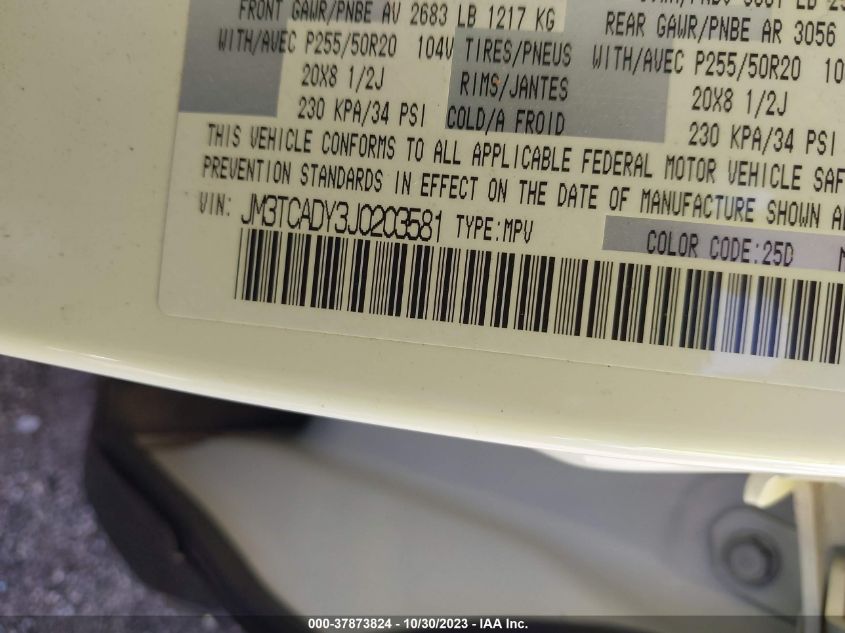 FRONT GAWR/PNBE AV 2683 LB 1217 KG
REAR GAWR/PNBE AR 3056
WITH/AVEC P255/50R20 104V TIRES/PNEUS WITH/AVEC P255/50R20
20X8 1/2J RIMS/JANTES 20X8 1/2J
230 KPA/34 PSI COLD/A FROID 230 KPA/34 PSI
THIS VEHICLE CONFORMS TO ALL APPLICABLE FEDERAL MOTOR VEHICLE SAF
PREVENTION STANDARDS IN EFFECT ON THE DATE OF MANUFACTURE SHOWN
VIN: JM3TCADY3J0203581 TYPE:MPV COLOR CODE:25D
000-37873824 - 10/30/2023 - IAA Inc.